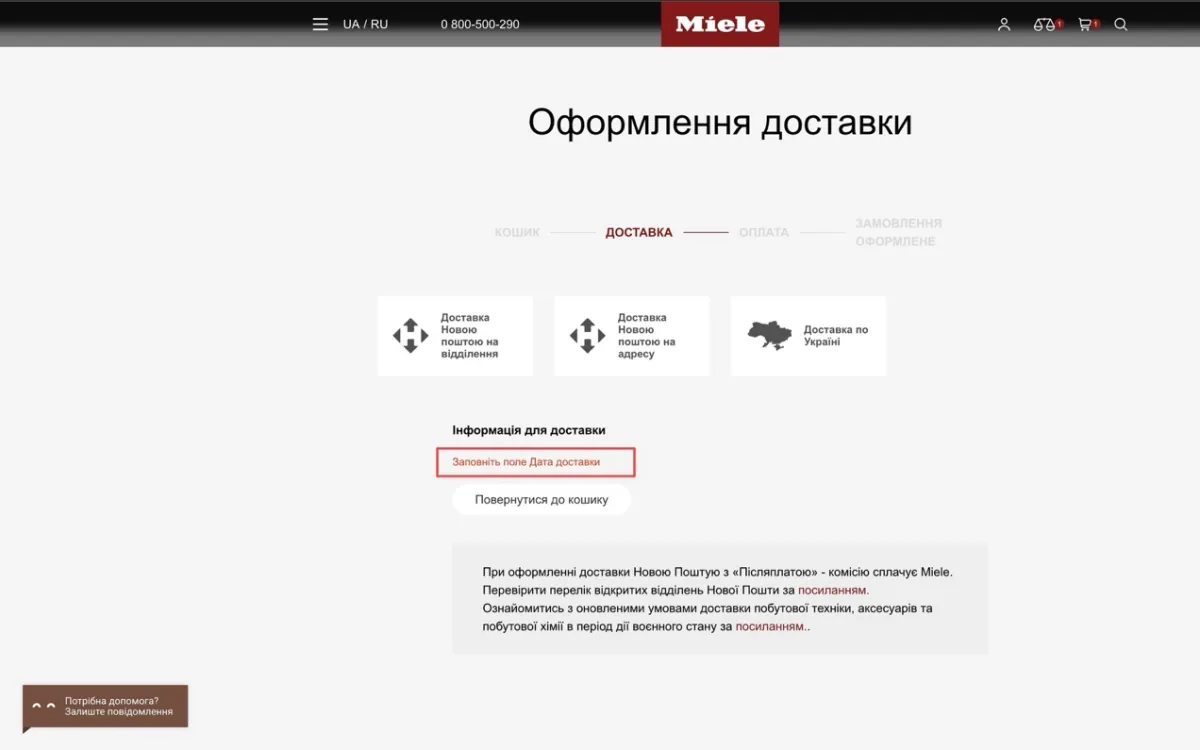 UA / RU
0 800-500-290
Miele
1
1
Оформлення доставки
КОШИК
ДОСТАВКА
ОПЛАТА
ЗАМОВЛЕННЯ
ОФОРМЛЕНЕ
Доставка
Новою
поштою на
відділення
Доставка
Новою
поштою на
адресу
Доставка по
Україні
Інформація для доставки
Заповніть поле Дата доставки
Повернутися до кошику
При оформленні доставки Новою Поштую з «Післяплатою» - комісію сплачує Miele.
Перевірити перелік відкритих відділень Нової Пошти за посиланням.
Ознайомитись з оновленими умовами доставки побутової техніки, аксесуарів та
побутової хімії в період дії воєнного стану за посиланням..
Потрібна допомога?
Залиште повідомлення